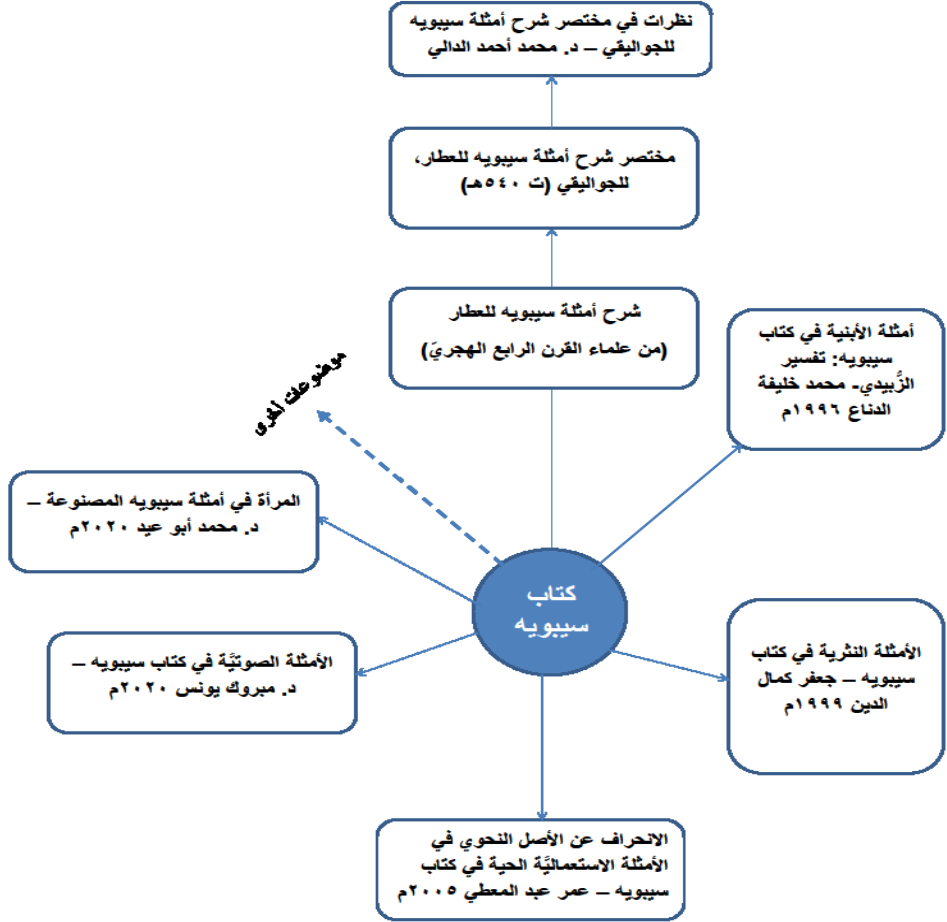 نظرات في مختصر شرح أمثلة سيبويه
للجواليقي – د. محمد أحمد الدالي
مختصر شرح أمثلة سيبويه للعطار،
للجواليقي (ت ٥٤٠هـ)
شرح أمثلة سيبويه للعطار
(من علماء القرن الرابع الهجريّ)
أمثلة الأبنية في كتاب
سيبويه: تفسير
الزُّبيدي- محمد خليفة
الدناع ١٩٩٦م
موضوعات أخرى
المرأة في أمثلة سيبويه المصنوعة –
د. محمد أبو عيد ٢٠٢٠م
كتاب
سيبويه
الأمثلة النثرية في كتاب
سيبويه – جعفر كمال
الدين ١٩٩٩م
الأمثلة الصوتيَّة في كتاب سيبويه –
د. مبروك يونس ٢٠٢٠م
الانحراف عن الأصل النحوي في
الأمثلة الاستعماليَّة الحية في كتاب
سيبويه – عمر عبد المعطي ٢٠٠٥م